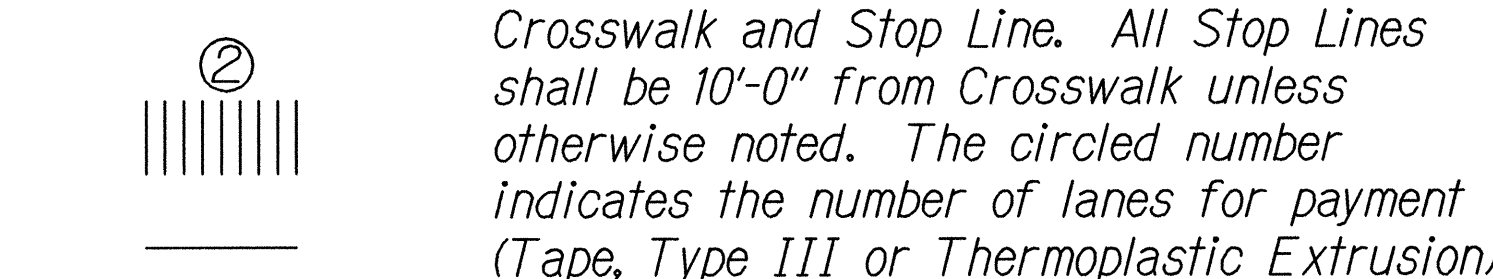 ②
Crosswalk and Stop Line. All Stop Lines
shall be 10'-0" from Crosswalk unless
otherwise noted. The circled number
indicates the number of lanes for payment
(Tape, Type III or Thermoplastic Extrusion)